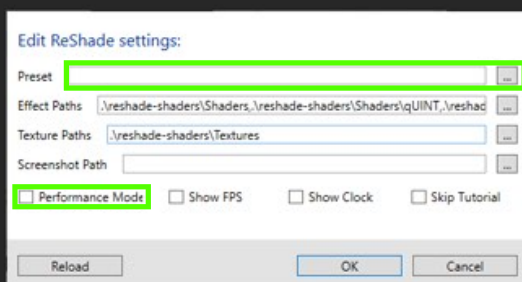 Edit ReShade settings:
Preset ...
Effect Paths .\reshade-shaders\Shaders,.\reshade-shaders\Shaders\qUINT,.\reshad ...
Texture Paths .\reshade-shaders\Textures ...
Screenshot Path ...
Performance Mode Show FPS Show Clock Skip Tutorial
Reload OK Cancel